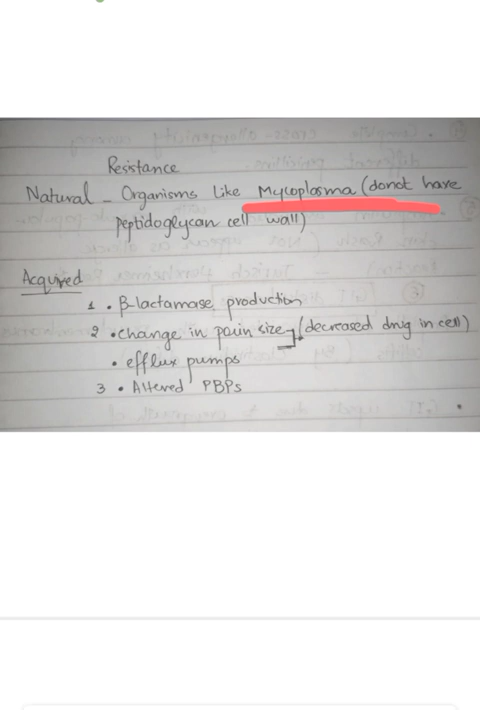 Resistance
Natural - Organisms like Mycoplasma (donot have
Peptidoglycan cell wall)
Acquired
1 • β-lactamase production
2 • change in pain size (decreased drug in cell)
• efflux pumps
3 • Altered PBPs